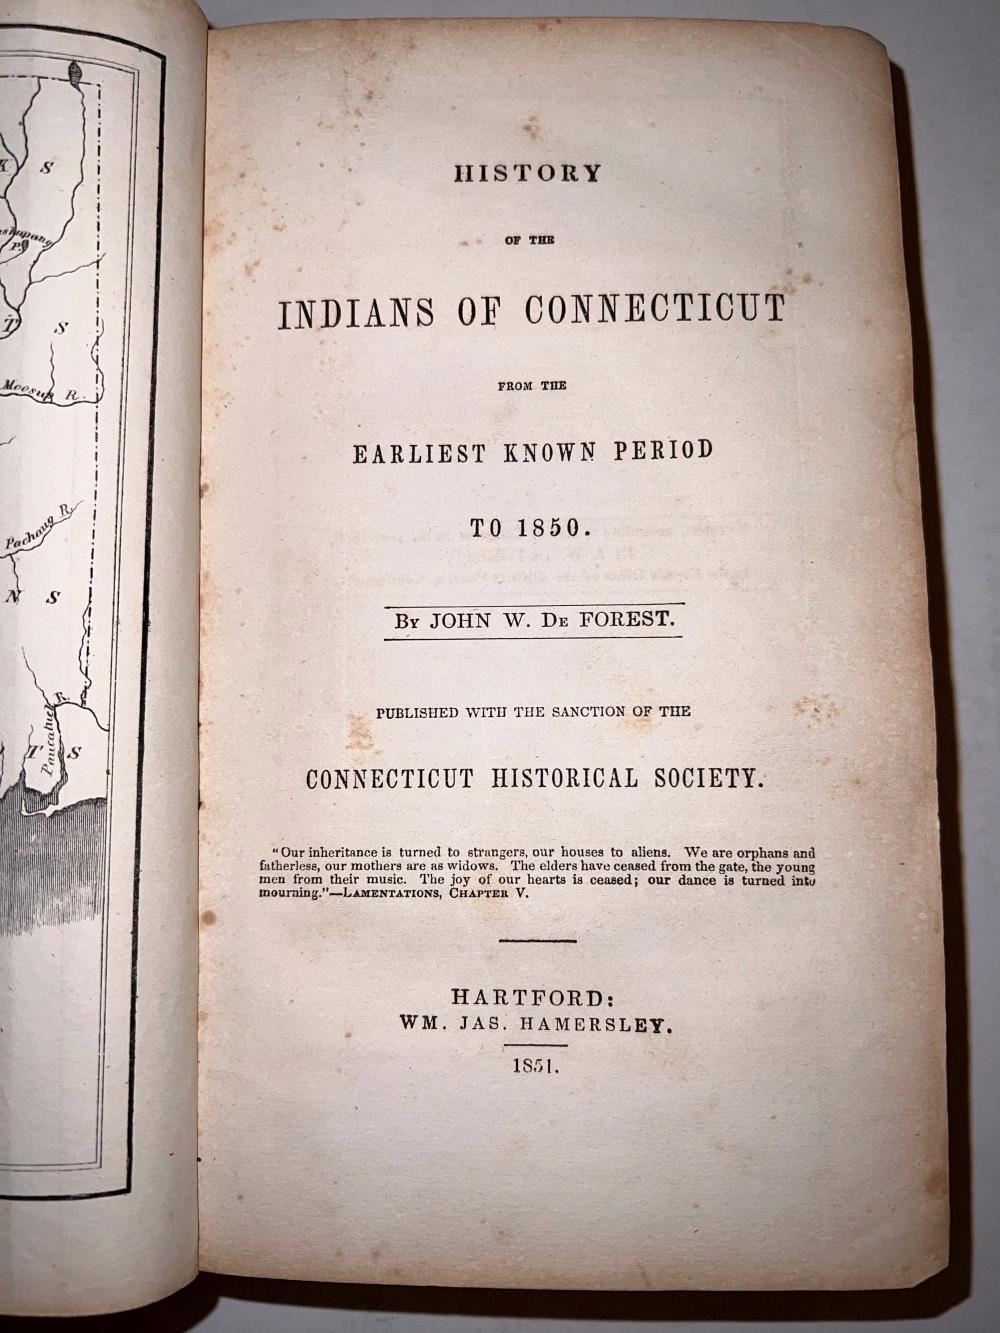 K S
P.
T S
Moosup R.
Pachaug R.
N S
Paucatuck R.
T S
HISTORY
OF THE
INDIANS OF CONNECTICUT
FROM THE
EARLIEST KNOWN PERIOD
TO 1850.
By JOHN W. De FOREST.
PUBLISHED WITH THE SANCTION OF THE
CONNECTICUT HISTORICAL SOCIETY.
"Our inheritance is turned to strangers, our houses to aliens. We are orphans and
fatherless, our mothers are as widows. The elders have ceased from the gate, the young
men from their music. The joy of our hearts is ceased; our dance is turned into
mourning."—Lamentations, Chapter V.
HARTFORD:
WM. JAS. HAMERSLEY.
1851.